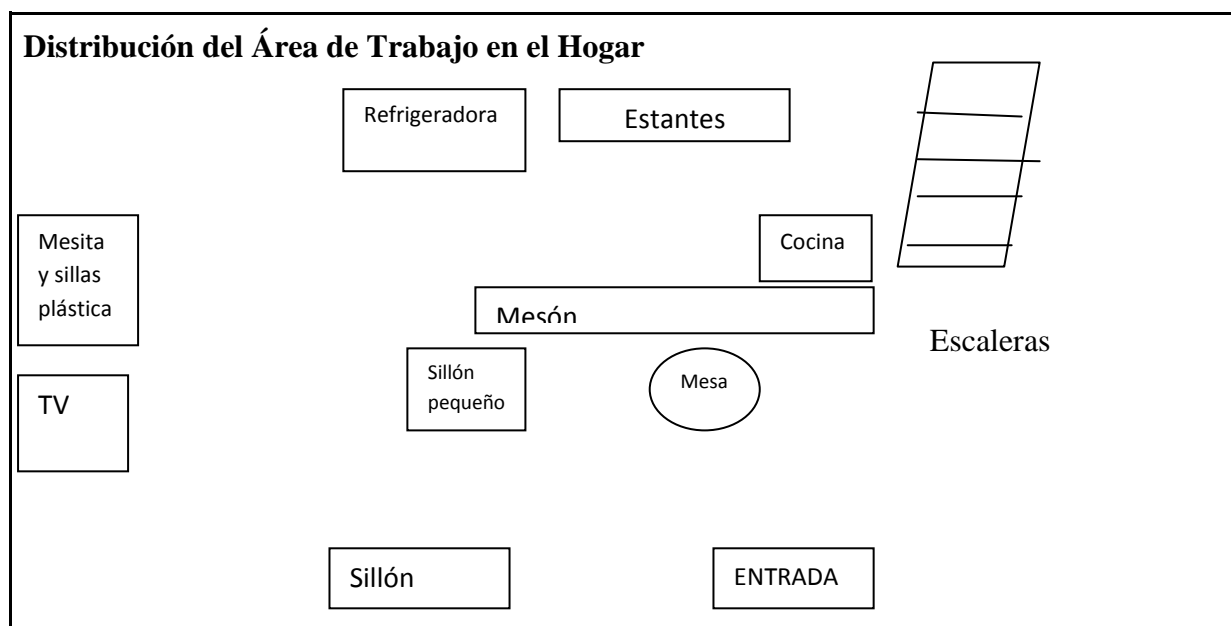 Distribución del Área de Trabajo en el Hogar
Refrigeradora
Estantes
Mesita
y sillas
plástica
Cocina
Mesón
Escaleras
Sillón
pequeño
Mesa
TV
Sillón
ENTRADA